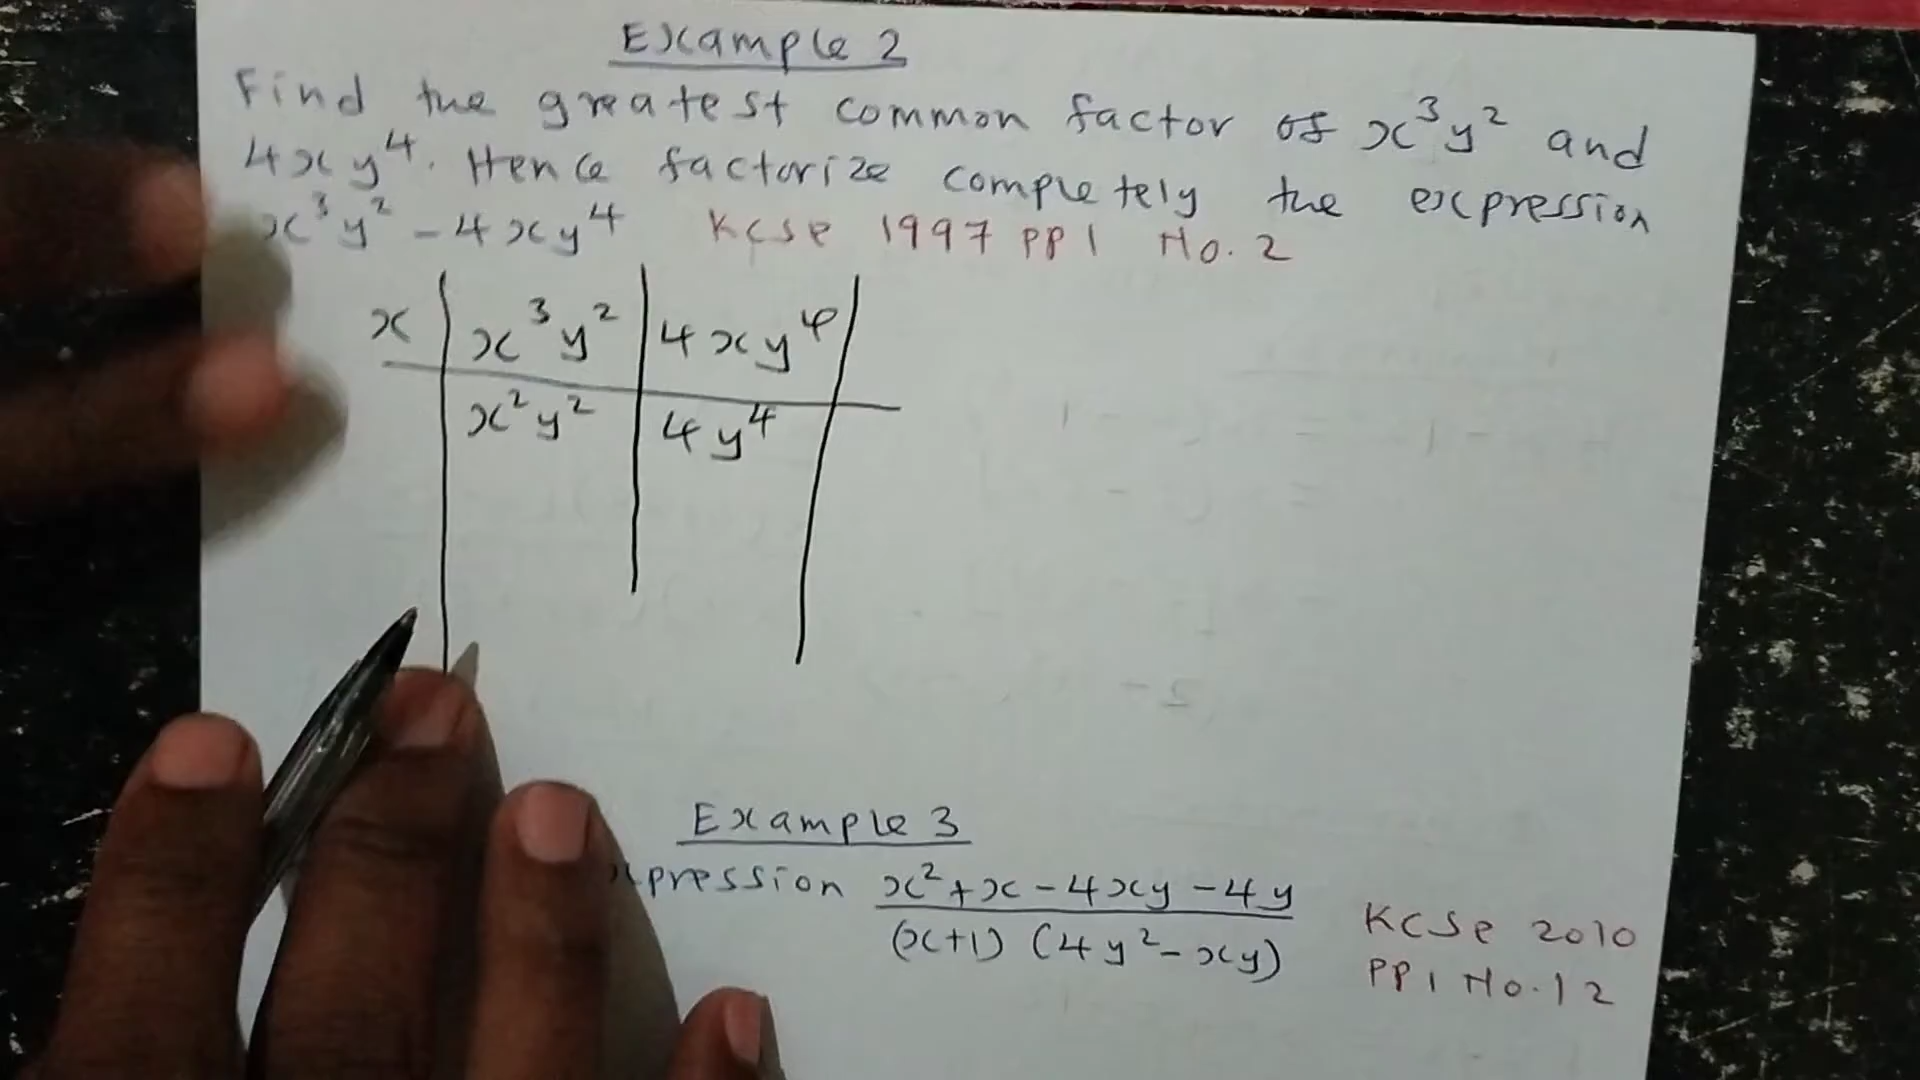 Example 2
Find the greatest common factor of x³y² and
4xy⁴. Hence factorize completely the expression
x³y² - 4xy⁴ KCSE 1997 PP1 No. 2
x | x³y² | 4xy⁴ |
x²y² | 4y⁴
Example 3
xpression x²+x-4xy-4y
(x+1) (4y²-xy)
KCSE 2010
PP1 No. 12